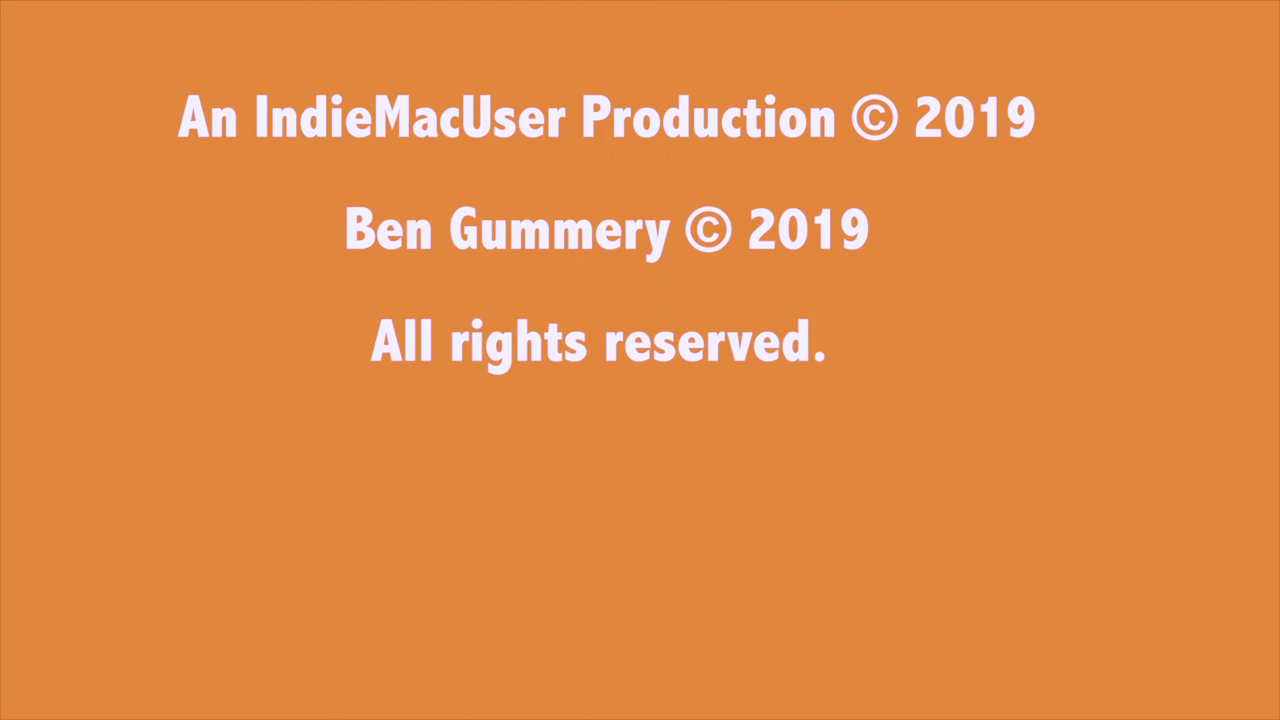 An IndieMacUser Production © 2019
Ben Gummery © 2019
All rights reserved.